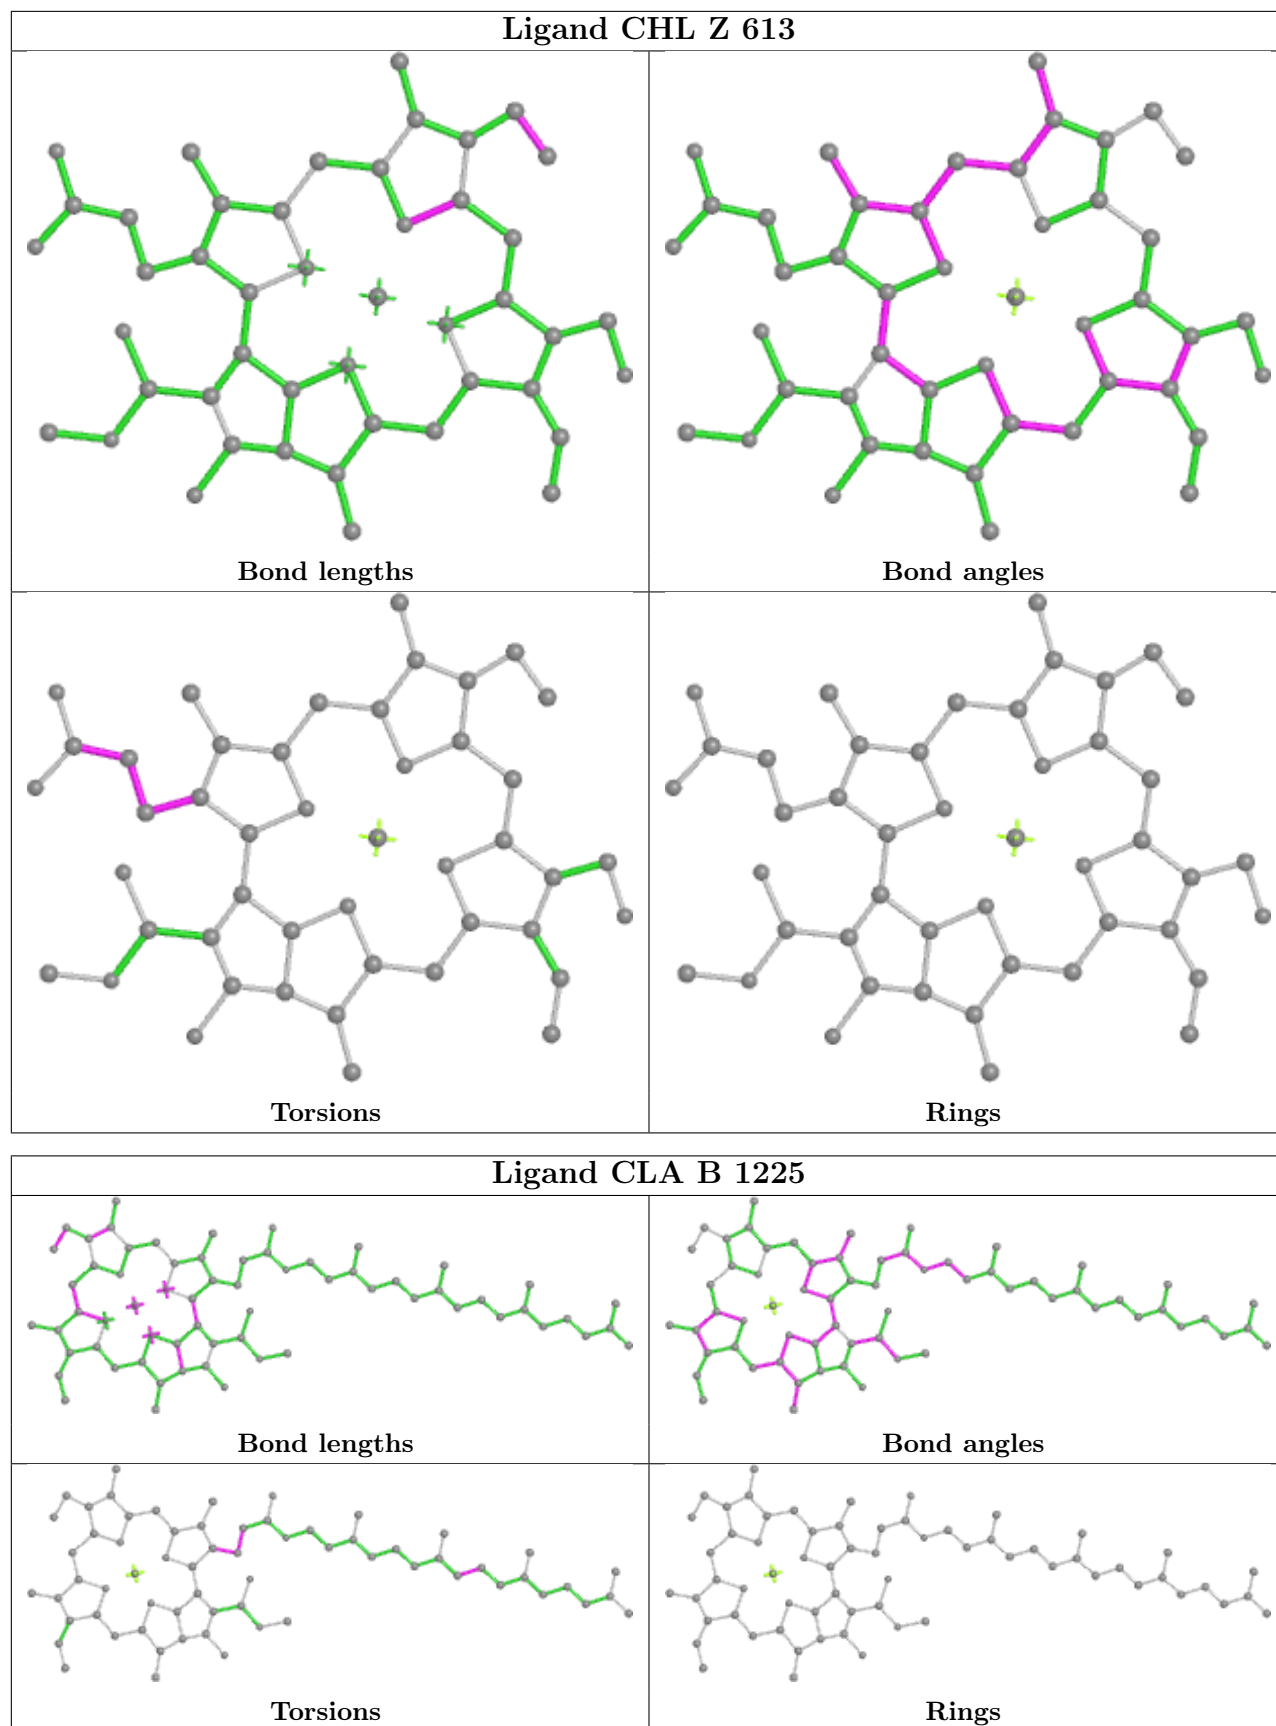 Ligand CHL Z 613
Bond lengths
Bond angles
Torsions
Rings
Ligand CLA B 1225
Bond lengths
Bond angles
Torsions
Rings